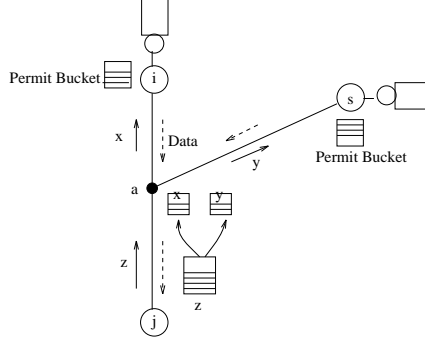 Permit Bucket
i
s
x
Data
y
Permit Bucket
a
x
y
z
z
j